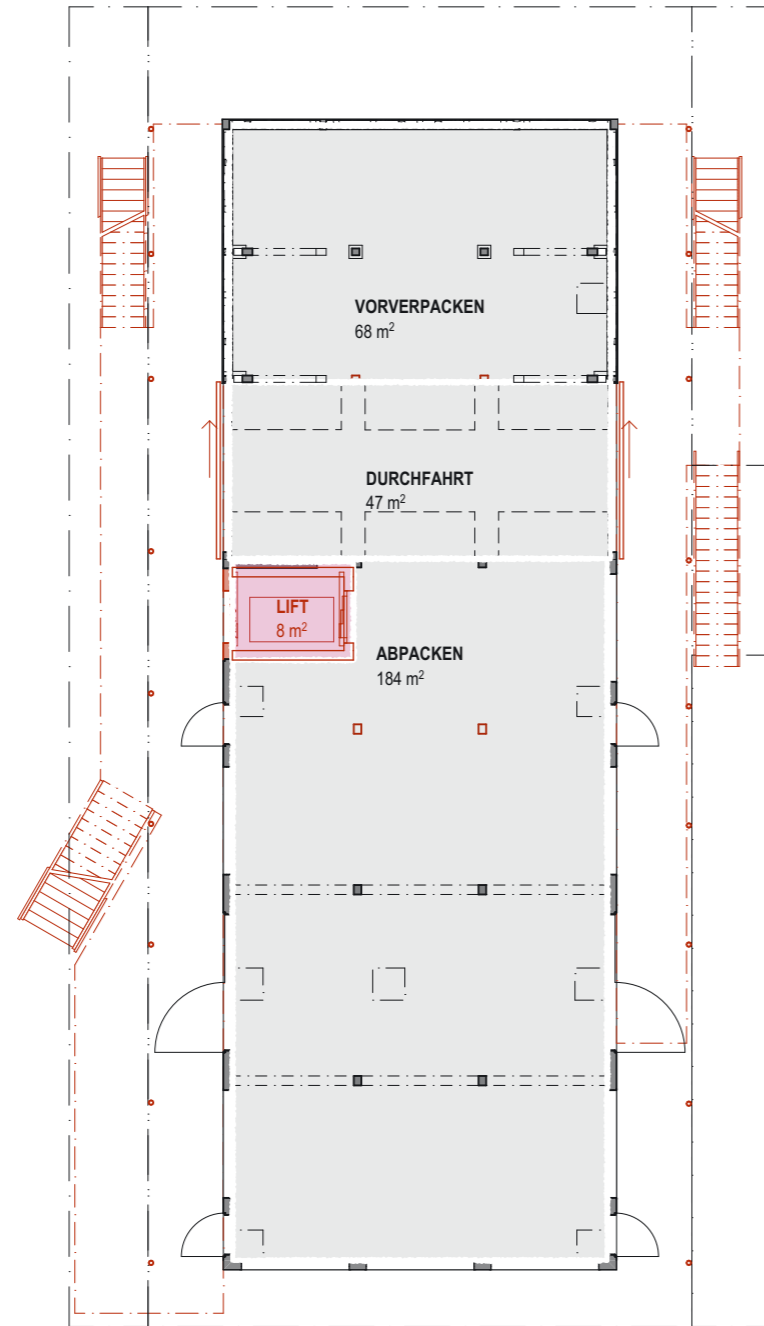 VORVERPACKEN
68 m²
DURCHFAHRT
47 m²
LIFT
8 m²
ABPACKEN
184 m²